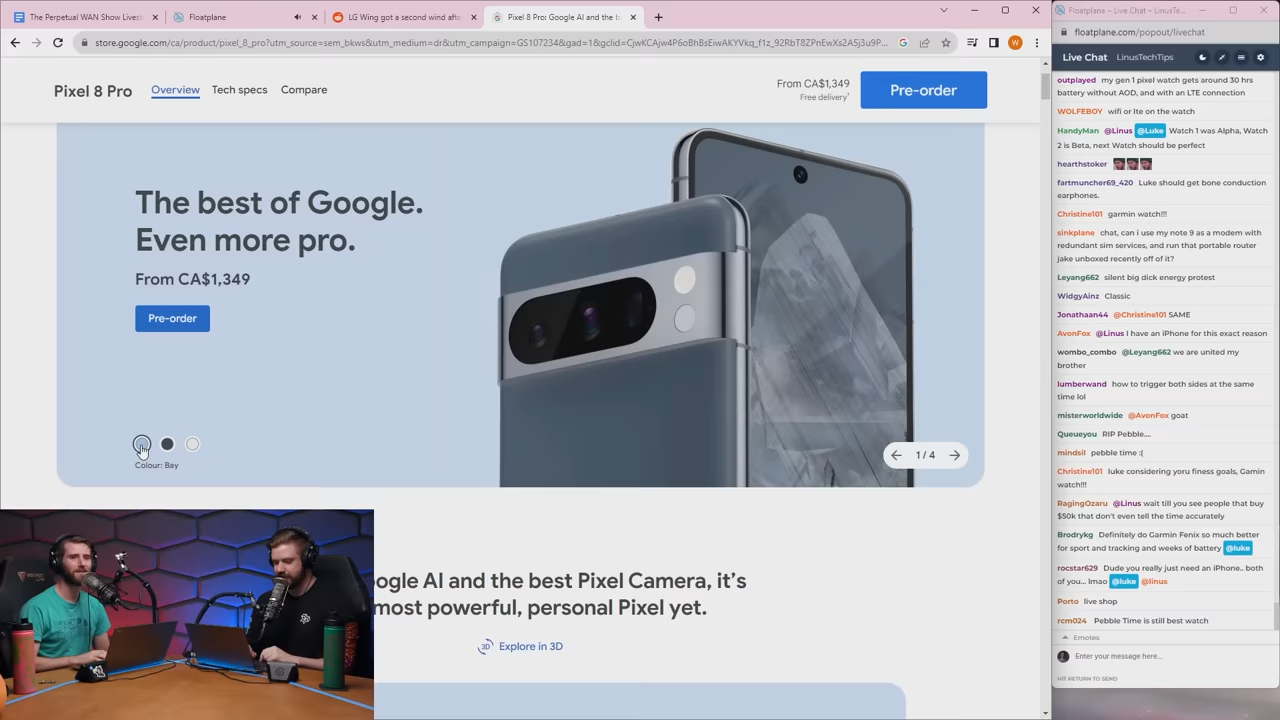 The Perpetual WAN Show Livest
Floatplane
LG Wing got a second wind afte
Pixel 8 Pro: Google AI and the b
store.google.com/ca/product/pixel_8_pro?utm_source=sem_bkws&utm_medium=dr&utm_campaign=GS107234&gad=1&gclid=CjwKCAjw4P6oBhBsEiwAKYVkq_f1z_92RbT8ZPnEwXs2A5j3u9P...
W
Pixel 8 Pro
Overview
Tech specs
Compare
From CA$1,349
Free delivery¹
Pre-order
The best of Google.
Even more pro.
From CA$1,349
Pre-order
Colour: Bay
1 / 4
ogle AI and the best Pixel Camera, it's
most powerful, personal Pixel yet.
3D Explore in 3D
Floatplane – Live Chat – LinusTe...
floatplane.com/popout/livechat
Live Chat LinusTechTips
outplayed my gen 1 pixel watch gets around 30 hrs
battery without AOD, and with an LTE connection
WOLFEBOY wifi or lte on the watch
HandyMan @Linus @Luke Watch 1 was Alpha, Watch
2 is Beta, next Watch should be perfect
hearthstoker
fartmuncher69_420 Luke should get bone conduction
earphones.
Christine101 garmin watch!!!
sinkplane chat, can i use my note 9 as a modem with
redundant sim services, and run that portable router
jake unboxed recently off of it?
Leyang662 silent big dick energy protest
WidgyAinz Classic
Jonathaan44 @Christine101 SAME
AvonFox @Linus I have an iPhone for this exact reason
wombo_combo @Leyang662 we are united my
brother
lumberwand how to trigger both sides at the same
time lol
misterworldwide @AvonFox goat
Queueyou RIP Pebble....
mindsil pebble time :(
Christine101 luke considering yoru finess goals, Gamin
watch!!!
RagingOzaru @Linus wait till you see people that buy
$50k that don't even tell the time accurately
Brodrykg Definitely do Garmin Fenix so much better
for sport and tracking and weeks of battery @luke
rocstar629 Dude you really just need an iPhone.. both
of you... lmao @luke @linus
Porto live shop
rcm024 Pebble Time is still best watch
Emotes
Enter your message here...
HIT RETURN TO SEND